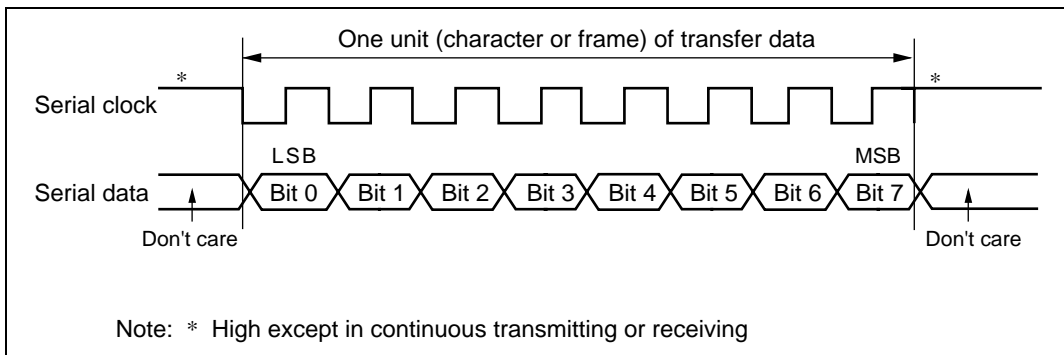 One unit (character or frame) of transfer data
* *
Serial clock
LSB MSB
Serial data Bit 0 Bit 1 Bit 2 Bit 3 Bit 4 Bit 5 Bit 6 Bit 7
Don't care Don't care
Note: * High except in continuous transmitting or receiving